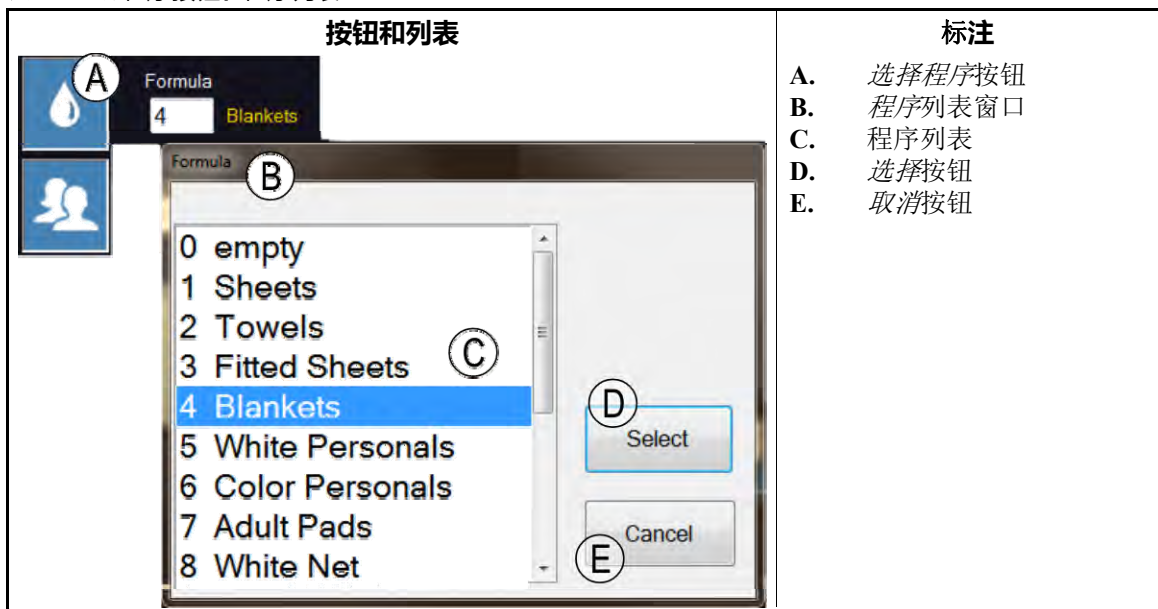 按钮和列表
标注
A
Formula
4 Blankets
Formula
B
0 empty
1 Sheets
2 Towels
3 Fitted Sheets
C
4 Blankets
5 White Personals
6 Color Personals
7 Adult Pads
8 White Net
D
Select
Cancel
E
A. 选择程序按钮
B. 程序列表窗口
C. 程序列表
D. 选择按钮
E. 取消按钮